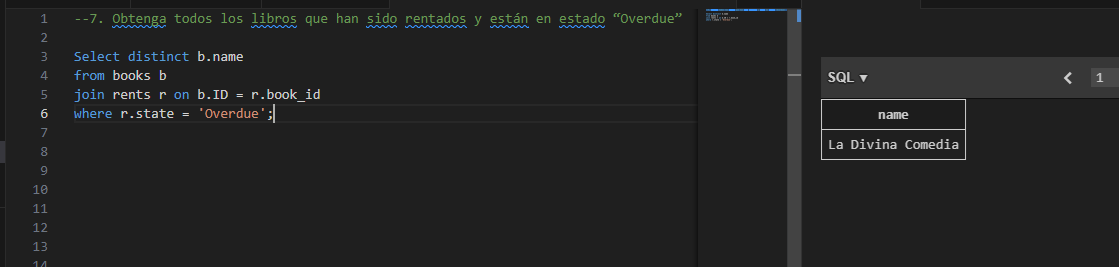 1 --7. Obtenga todos los libros que han sido rentados y están en estado “Overdue”
2
3 Select distinct b.name
4 from books b
5 join rents r on b.ID = r.book_id
6 where r.state = 'Overdue';
7
8
9
10
11
12
13
14
SQL ▾ < 1
name
La Divina Comedia